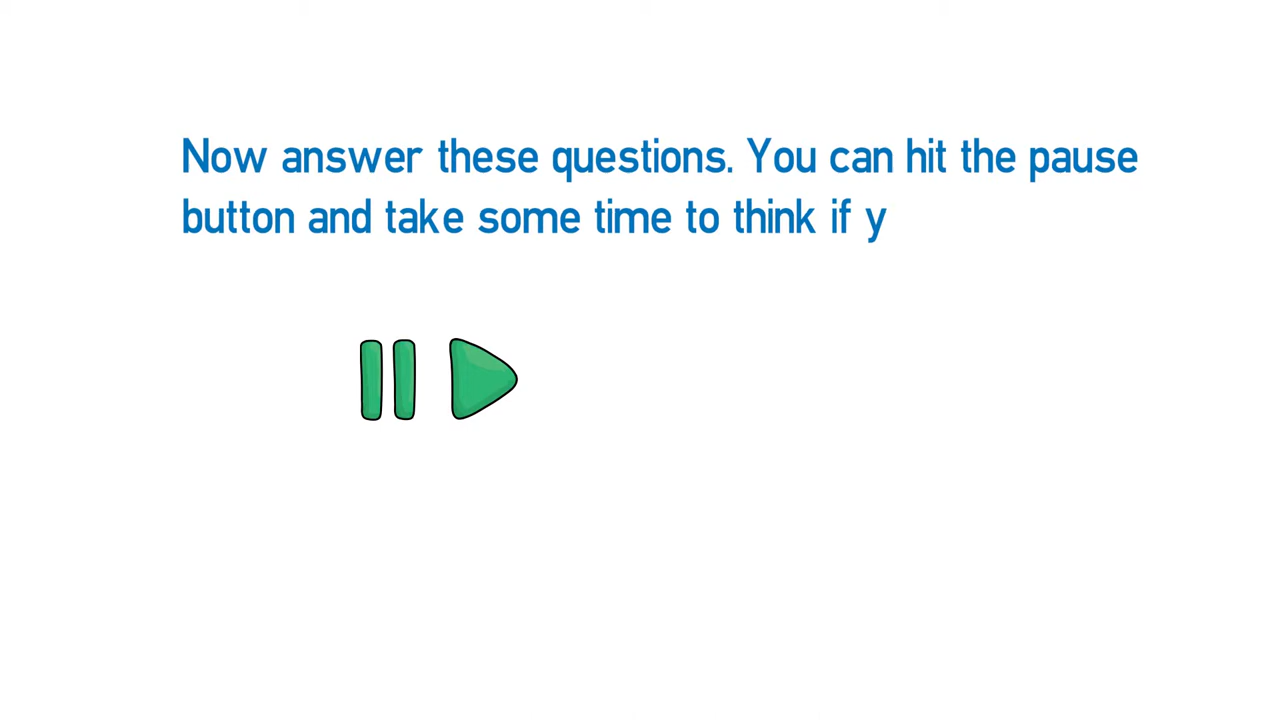 Now answer these questions. You can hit the pause
button and take some time to think if y